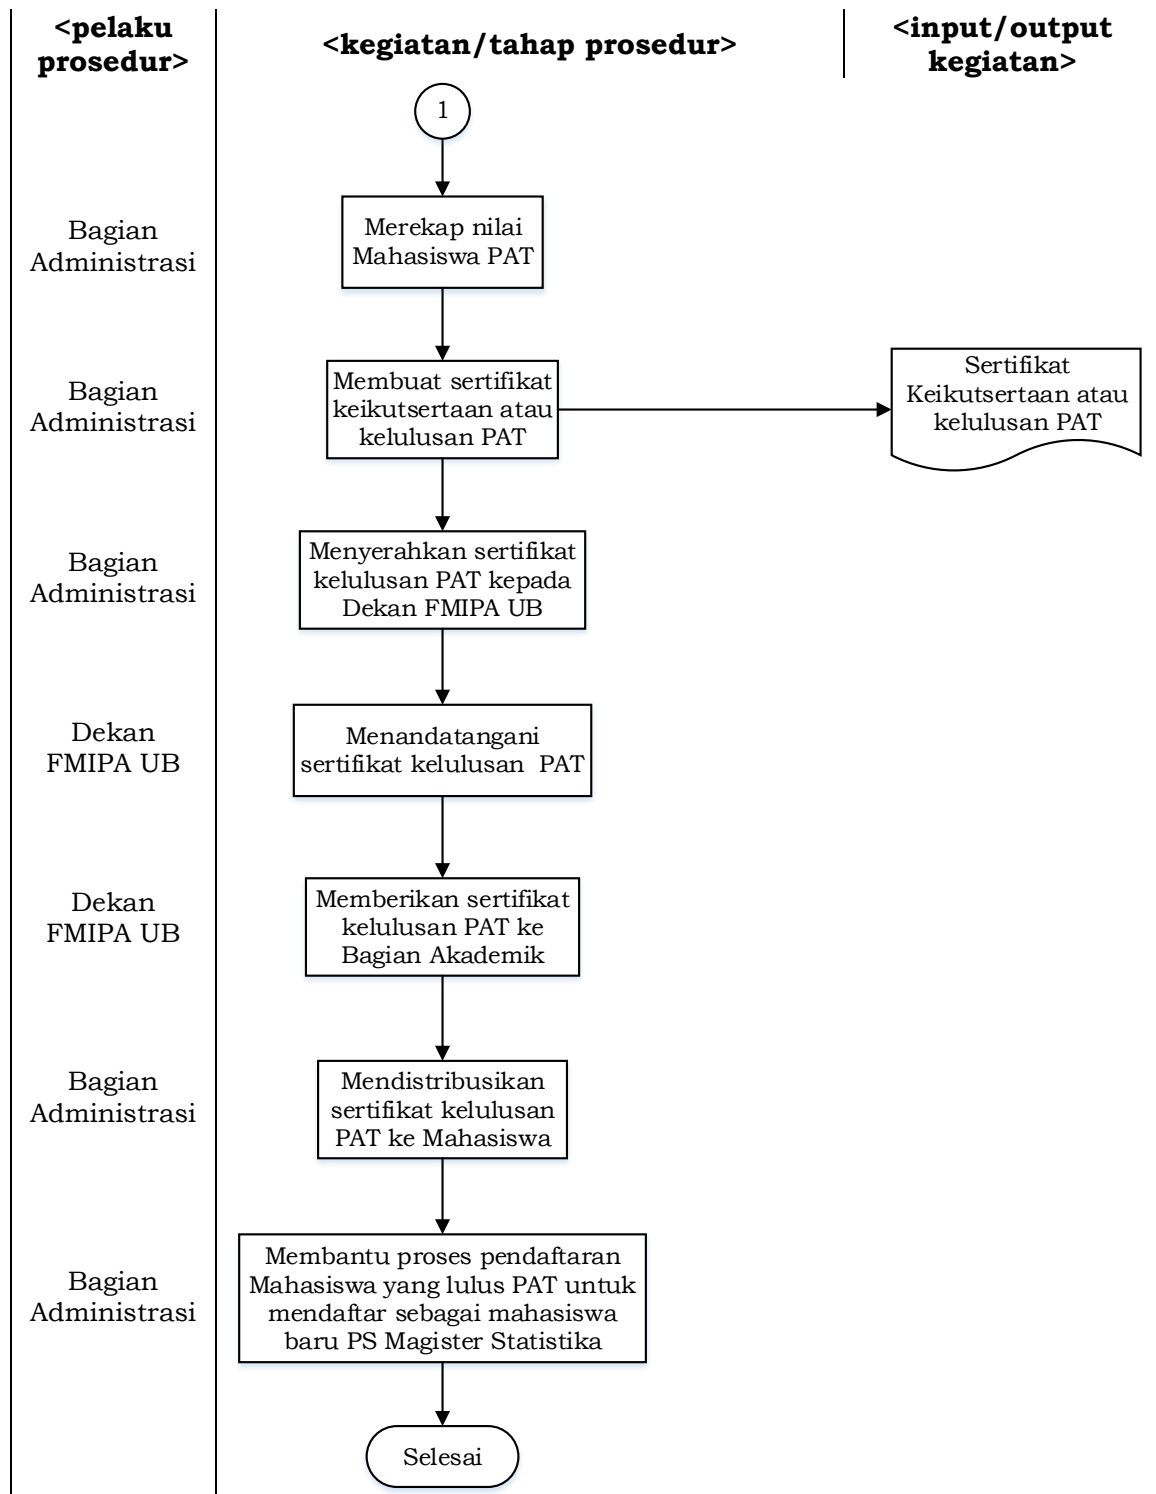 <pelaku
prosedur>
<kegiatan/tahap prosedur>
<input/output
kegiatan>
1
Bagian
Administrasi
Merekap nilai
Mahasiswa PAT
Bagian
Administrasi
Membuat sertifikat
keikutsertaan atau
kelulusan PAT
Sertifikat
Keikutsertaan atau
kelulusan PAT
Bagian
Administrasi
Menyerahkan sertifikat
kelulusan PAT kepada
Dekan FMIPA UB
Dekan
FMIPA UB
Menandatangani
sertifikat kelulusan  PAT
Dekan
FMIPA UB
Memberikan sertifikat
kelulusan PAT ke
Bagian Akademik
Bagian
Administrasi
Mendistribusikan
sertifikat kelulusan
PAT ke Mahasiswa
Bagian
Administrasi
Membantu proses pendaftaran
Mahasiswa yang lulus PAT untuk
mendaftar sebagai mahasiswa
baru PS Magister Statistika
Selesai